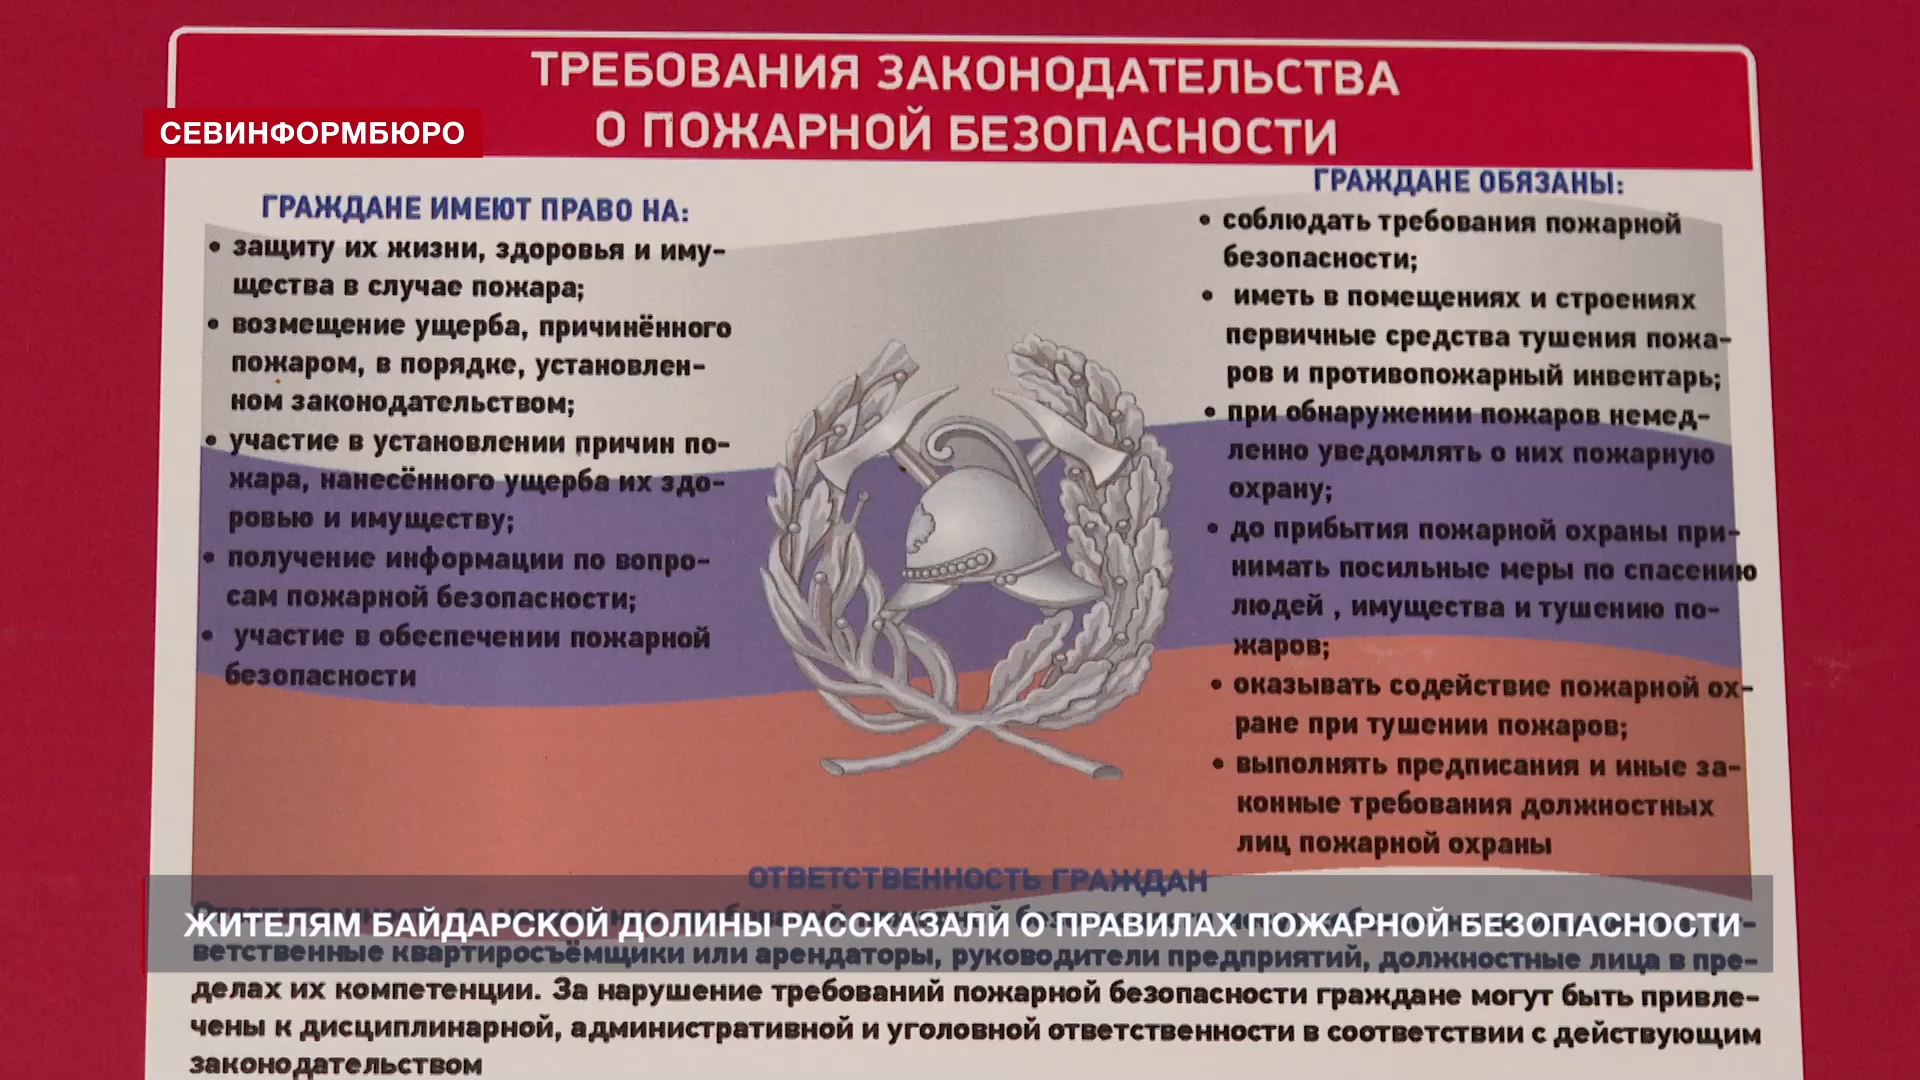 ТРЕБОВАНИЯ ЗАКОНОДАТЕЛЬСТВА
О ПОЖАРНОЙ БЕЗОПАСНОСТИ
СЕВИНФОРМБЮРО
ГРАЖДАНЕ ИМЕЮТ ПРАВО НА:
• защиту их жизни, здоровья и иму-
щества в случае пожара;
• возмещение ущерба, причинённого
пожаром, в порядке, установлен-
ном законодательством;
• участие в установлении причин по-
жара, нанесённого ущерба их здо-
ровью и имуществу;
• получение информации по вопро-
сам пожарной безопасности;
• участие в обеспечении пожарной
безопасности
ГРАЖДАНЕ ОБЯЗАНЫ:
• соблюдать требования пожарной
безопасности;
• иметь в помещениях и строениях
первичные средства тушения пожа-
ров и противопожарный инвентарь;
• при обнаружении пожаров немед-
ленно уведомлять о них пожарную
охрану;
• до прибытия пожарной охраны при-
нимать посильные меры по спасению
людей , имущества и тушению по-
жаров;
• оказывать содействие пожарной ох-
ране при тушении пожаров;
• выполнять предписания и иные за-
конные требования должностных
лиц пожарной охраны
ОТВЕТСТВЕННОСТЬ ГРАЖДАН
ЖИТЕЛЯМ БАЙДАРСКОЙ ДОЛИНЫ РАССКАЗАЛИ О ПРАВИЛАХ ПОЖАРНОЙ БЕЗОПАСНОСТИ
ветственные квартиросъёмщики или арендаторы, руководители предприятий, должностные лица в пре-
делах их компетенции. За нарушение требований пожарной безопасности граждане могут быть привле-
чены к дисциплинарной, административной и уголовной ответственности в соответствии с действующим
законодательством